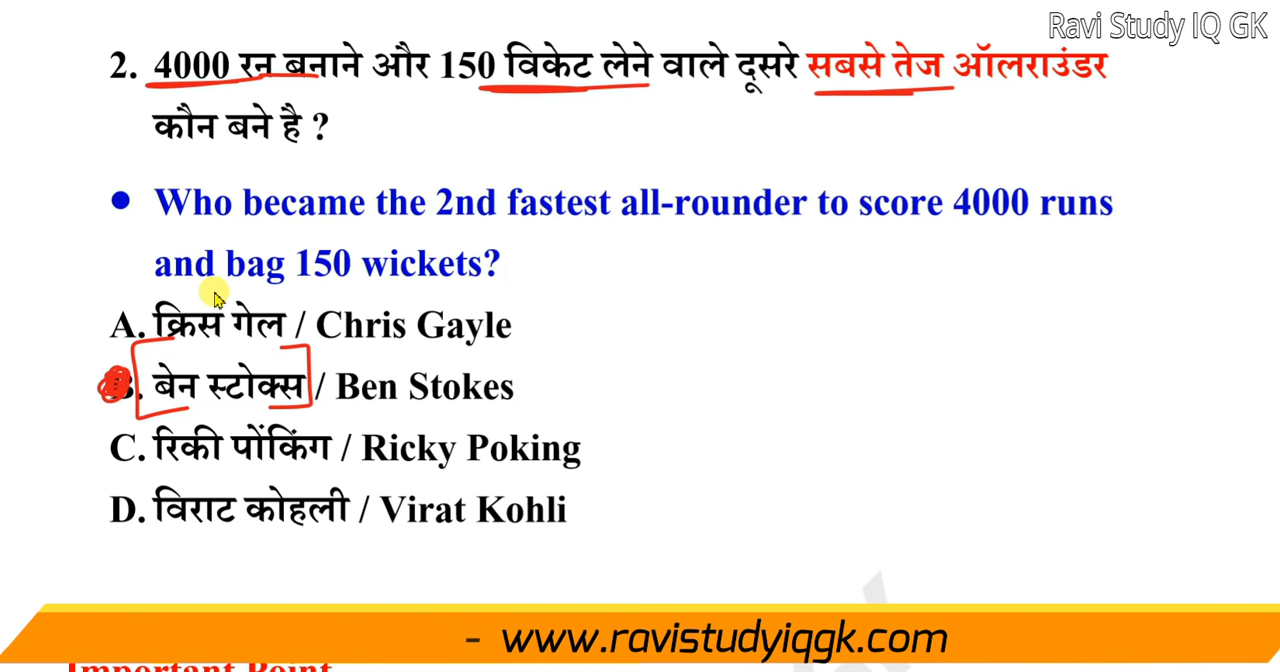 Ravi Study IQ GK
2. 4000 रन बनाने और 150 विकेट लेने वाले दूसरे सबसे तेज ऑलराउंडर
कौन बने है ?
• Who became the 2nd fastest all-rounder to score 4000 runs
and bag 150 wickets?
A. क्रिस गेल / Chris Gayle
B. बेन स्टोक्स / Ben Stokes
C. रिकी पोंकिंग / Ricky Poking
D. विराट कोहली / Virat Kohli
- www.ravistudyiqgk.com
Important Point